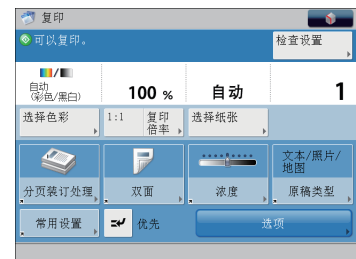 复印
可以复印。
检查设置
自动
(彩色/黑白)
100 %
自动
1
选择色彩
1:1
复印
倍率
选择纸张
文本/照片/
地图
分页装订处理
双面
浓度
原稿类型
常用设置
优先
选项